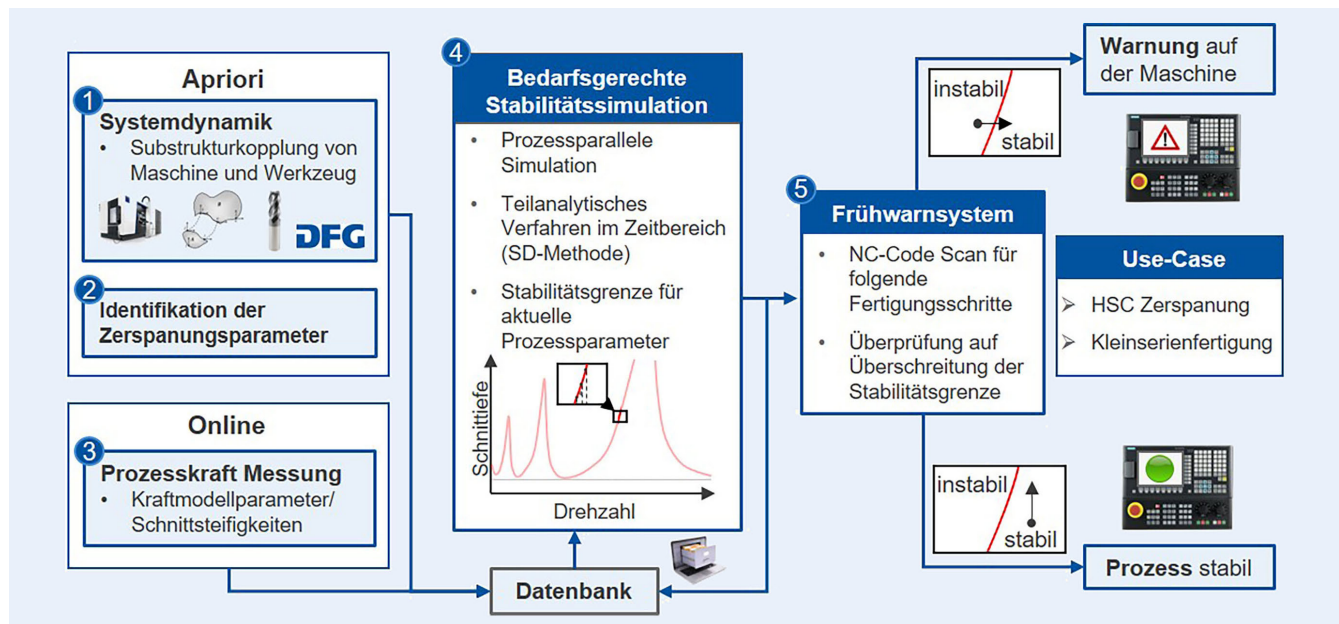 Apriori
1
Systemdynamik
• Substrukturkopplung von
Maschine und Werkzeug
DFG
2
Identifikation der
Zerspanungsparameter
Online
3
Prozesskraft Messung
• Kraftmodellparameter/
Schnittsteifigkeiten
4
Bedarfsgerechte
Stabilitätssimulation
• Prozessparallele
Simulation
• Teilanalytisches
Verfahren im Zeitbereich
(SD-Methode)
• Stabilitätsgrenze für
aktuelle
Prozessparameter
Schnittiefe
Drehzahl
Datenbank
5
Frühwarnsystem
• NC-Code Scan für
folgende
Fertigungsschritte
• Überprüfung auf
Überschreitung der
Stabilitätsgrenze
instabil
stabil
Warnung auf
der Maschine
Use-Case
➢ HSC Zerspanung
➢ Kleinserienfertigung
instabil
stabil
Prozess stabil